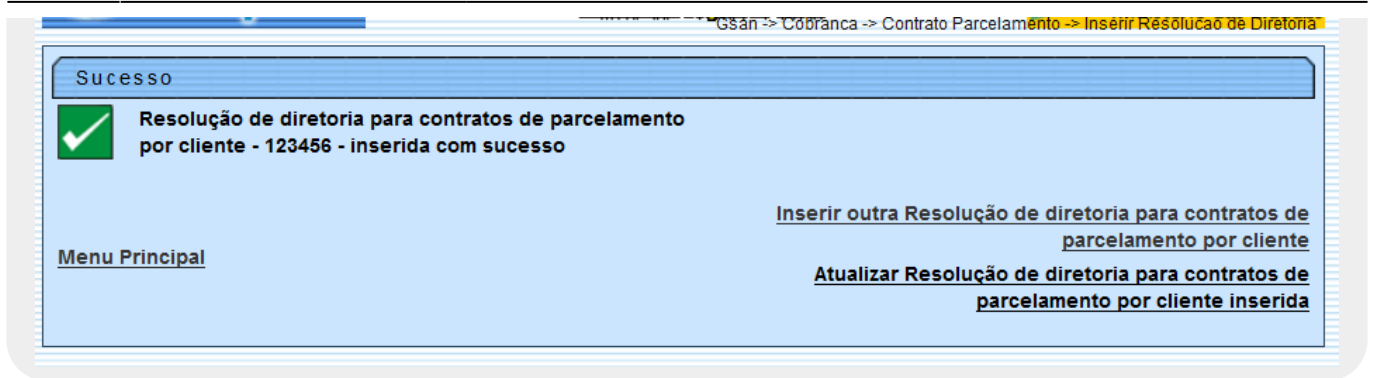 Gsan -> Cobranca -> Contrato Parcelamento -> Inserir Resolucao de Diretoria
Sucesso
Resolução de diretoria para contratos de parcelamento
por cliente - 123456 - inserida com sucesso
Inserir outra Resolução de diretoria para contratos de
parcelamento por cliente
Menu Principal
Atualizar Resolução de diretoria para contratos de
parcelamento por cliente inserida